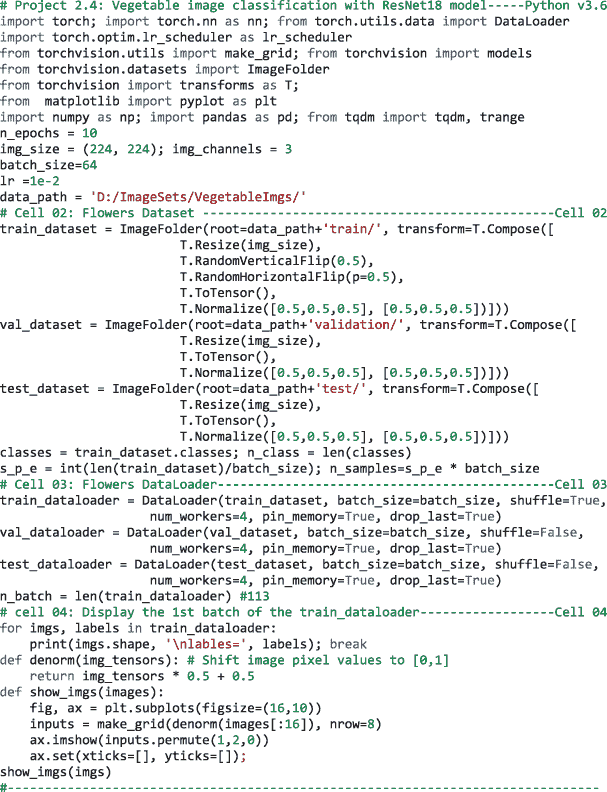 # Project 2.4: Vegetable image classification with ResNet18 model-----Python v3.6
import torch; import torch.nn as nn; from torch.utils.data import DataLoader
import torch.optim.lr_scheduler as lr_scheduler
from torchvision.utils import make_grid; from torchvision import models
from torchvision.datasets import ImageFolder
from torchvision import transforms as T;
from  matplotlib import pyplot as plt
import numpy as np; import pandas as pd; from tqdm import tqdm, trange
n_epochs = 10
img_size = (224, 224); img_channels = 3
batch_size=64
lr =1e-2
data_path = 'D:/ImageSets/VegetableImgs/'
# Cell 02: Flowers Dataset ---------------------------------------------Cell 02
train_dataset = ImageFolder(root=data_path+'train/', transform=T.Compose([
                       T.Resize(img_size),
                       T.RandomVerticalFlip(0.5),
                       T.RandomHorizontalFlip(p=0.5),
                       T.ToTensor(),
                       T.Normalize([0.5,0.5,0.5], [0.5,0.5,0.5])]))
val_dataset = ImageFolder(root=data_path+'validation/', transform=T.Compose([
                       T.Resize(img_size),
                       T.ToTensor(),
                       T.Normalize([0.5,0.5,0.5], [0.5,0.5,0.5])]))
test_dataset = ImageFolder(root=data_path+'test/', transform=T.Compose([
                       T.Resize(img_size),
                       T.ToTensor(),
                       T.Normalize([0.5,0.5,0.5], [0.5,0.5,0.5])]))
classes = train_dataset.classes; n_class = len(classes)
s_p_e = int(len(train_dataset)/batch_size); n_samples=s_p_e * batch_size
# Cell 03: Flowers DataLoader-------------------------------------------Cell 03
train_dataloader = DataLoader(train_dataset, batch_size=batch_size, shuffle=True,
                   num_workers=4, pin_memory=True, drop_last=True)
val_dataloader = DataLoader(val_dataset, batch_size=batch_size, shuffle=False,
                   num_workers=4, pin_memory=True, drop_last=True)
test_dataloader = DataLoader(test_dataset, batch_size=batch_size, shuffle=False,
                   num_workers=4, pin_memory=True, drop_last=True)
n_batch = len(train_dataloader) #113
# cell 04: Display the 1st batch of the train_dataloader-----------------Cell 04
for imgs, labels in train_dataloader:
    print(imgs.shape, '\nlables=', labels); break
def denorm(img_tensors): # Shift image pixel values to [0,1]
    return img_tensors * 0.5 + 0.5
def show_imgs(images):
    fig, ax = plt.subplots(figsize=(16,10))
    inputs = make_grid(denorm(images[:16]), nrow=8)
    ax.imshow(inputs.permute(1,2,0))
    ax.set(xticks=[], yticks=[]);
show_imgs(imgs)
#---------------------------------------------------------------------------